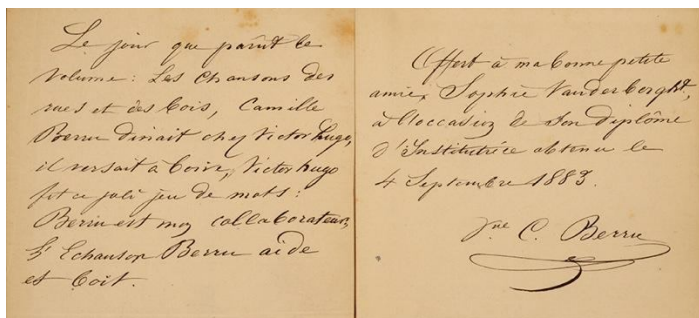 Le jour que parût le
volume : Les Chansons des
rues et des bois, Camille
Berru dinait chez Victor Hugo,
il versait à boire, Victor Hugo
fit ce joli jeu de mots :
Berru est mon collaborateur,
L'Echanson Berru aide
et boit.
Offert à ma bonne petite
amie, Sophie Vanderborght,
à l'occasion de son diplôme
d'Institutrice obtenu le
4 Septembre 1883.
Vve C. Berru